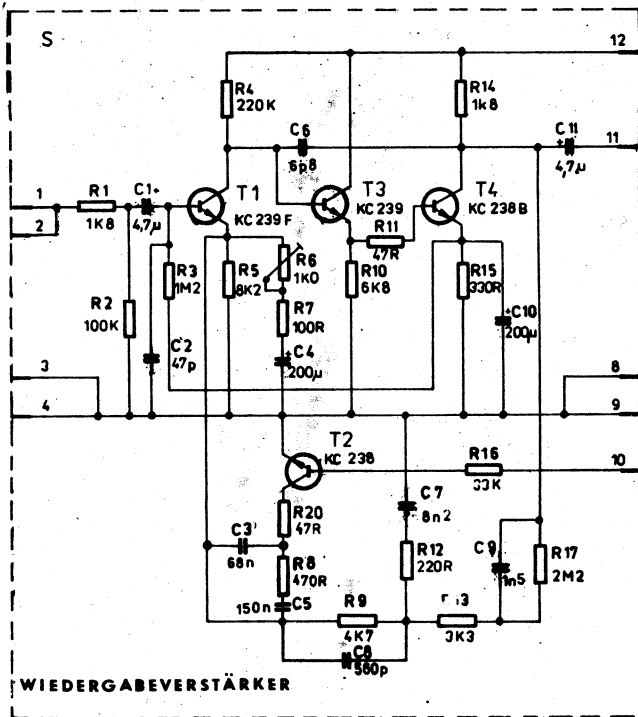 S
12
R4
220K
R14
1k8
C6
6p8
C11
+
4,7µ
11
1
R1
C1+
T1
T3
T4
2
1K8
4,7µ
KC 239 F
KC 239
KC 238 B
R11
47R
R2
100K
R3
1M2
R5
8K2
R6
1K0
R10
6K8
R15
330R
R7
100R
+C10
200µ
C2
47p
+
C4
200µ
3
8
4
9
T2
KC 238
R16
10
C7
8n2
R20
47R
C3
68n
R12
220R
C9
1n5
R17
2M2
R8
470R
150n
C5
R9
4K7
3K3
C8
560p
WIEDERGABEVERSTÄRKER